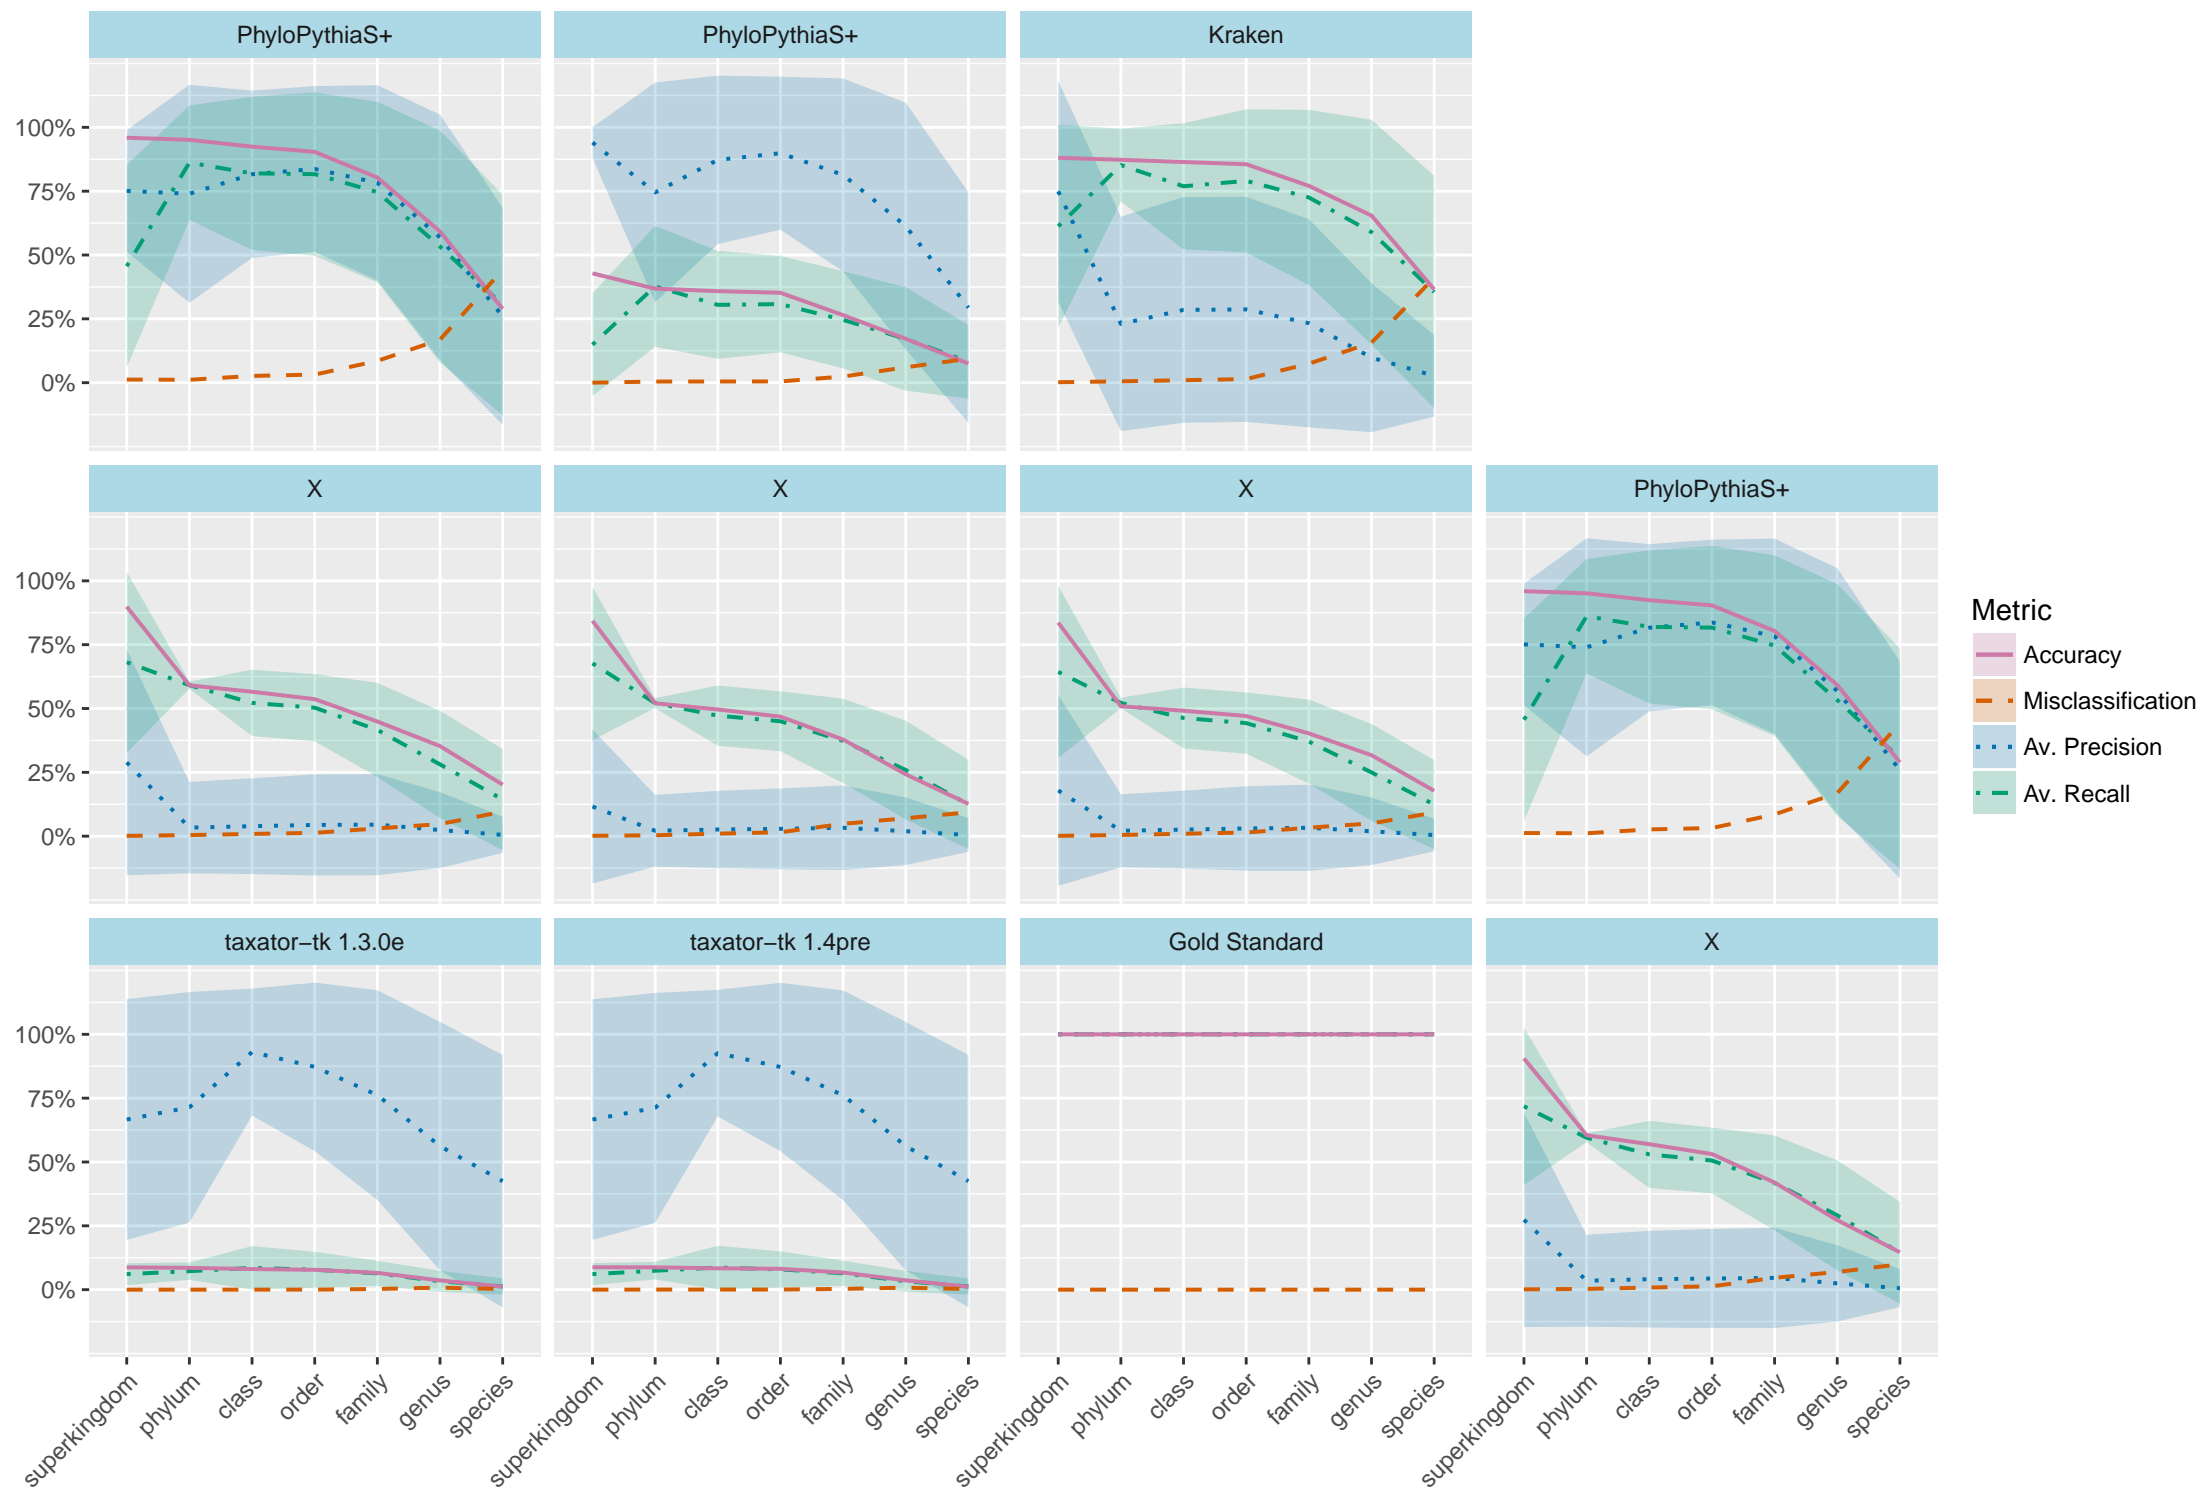 PhyloPythiaS+ PhyloPythiaS+ Kraken
100%
75%
50%
25%
0%
X X X PhyloPythiaS+
100%
75%
50%
25%
0%
Metric
Accuracy
Misclassification
Av. Precision
Av. Recall
taxator−tk 1.3.0e taxator−tk 1.4pre Gold Standard X
100%
75%
50%
25%
0%
superkingdom phylum class order family genus species superkingdom phylum class order family genus species superkingdom phylum class order family genus species superkingdom phylum class order family genus species